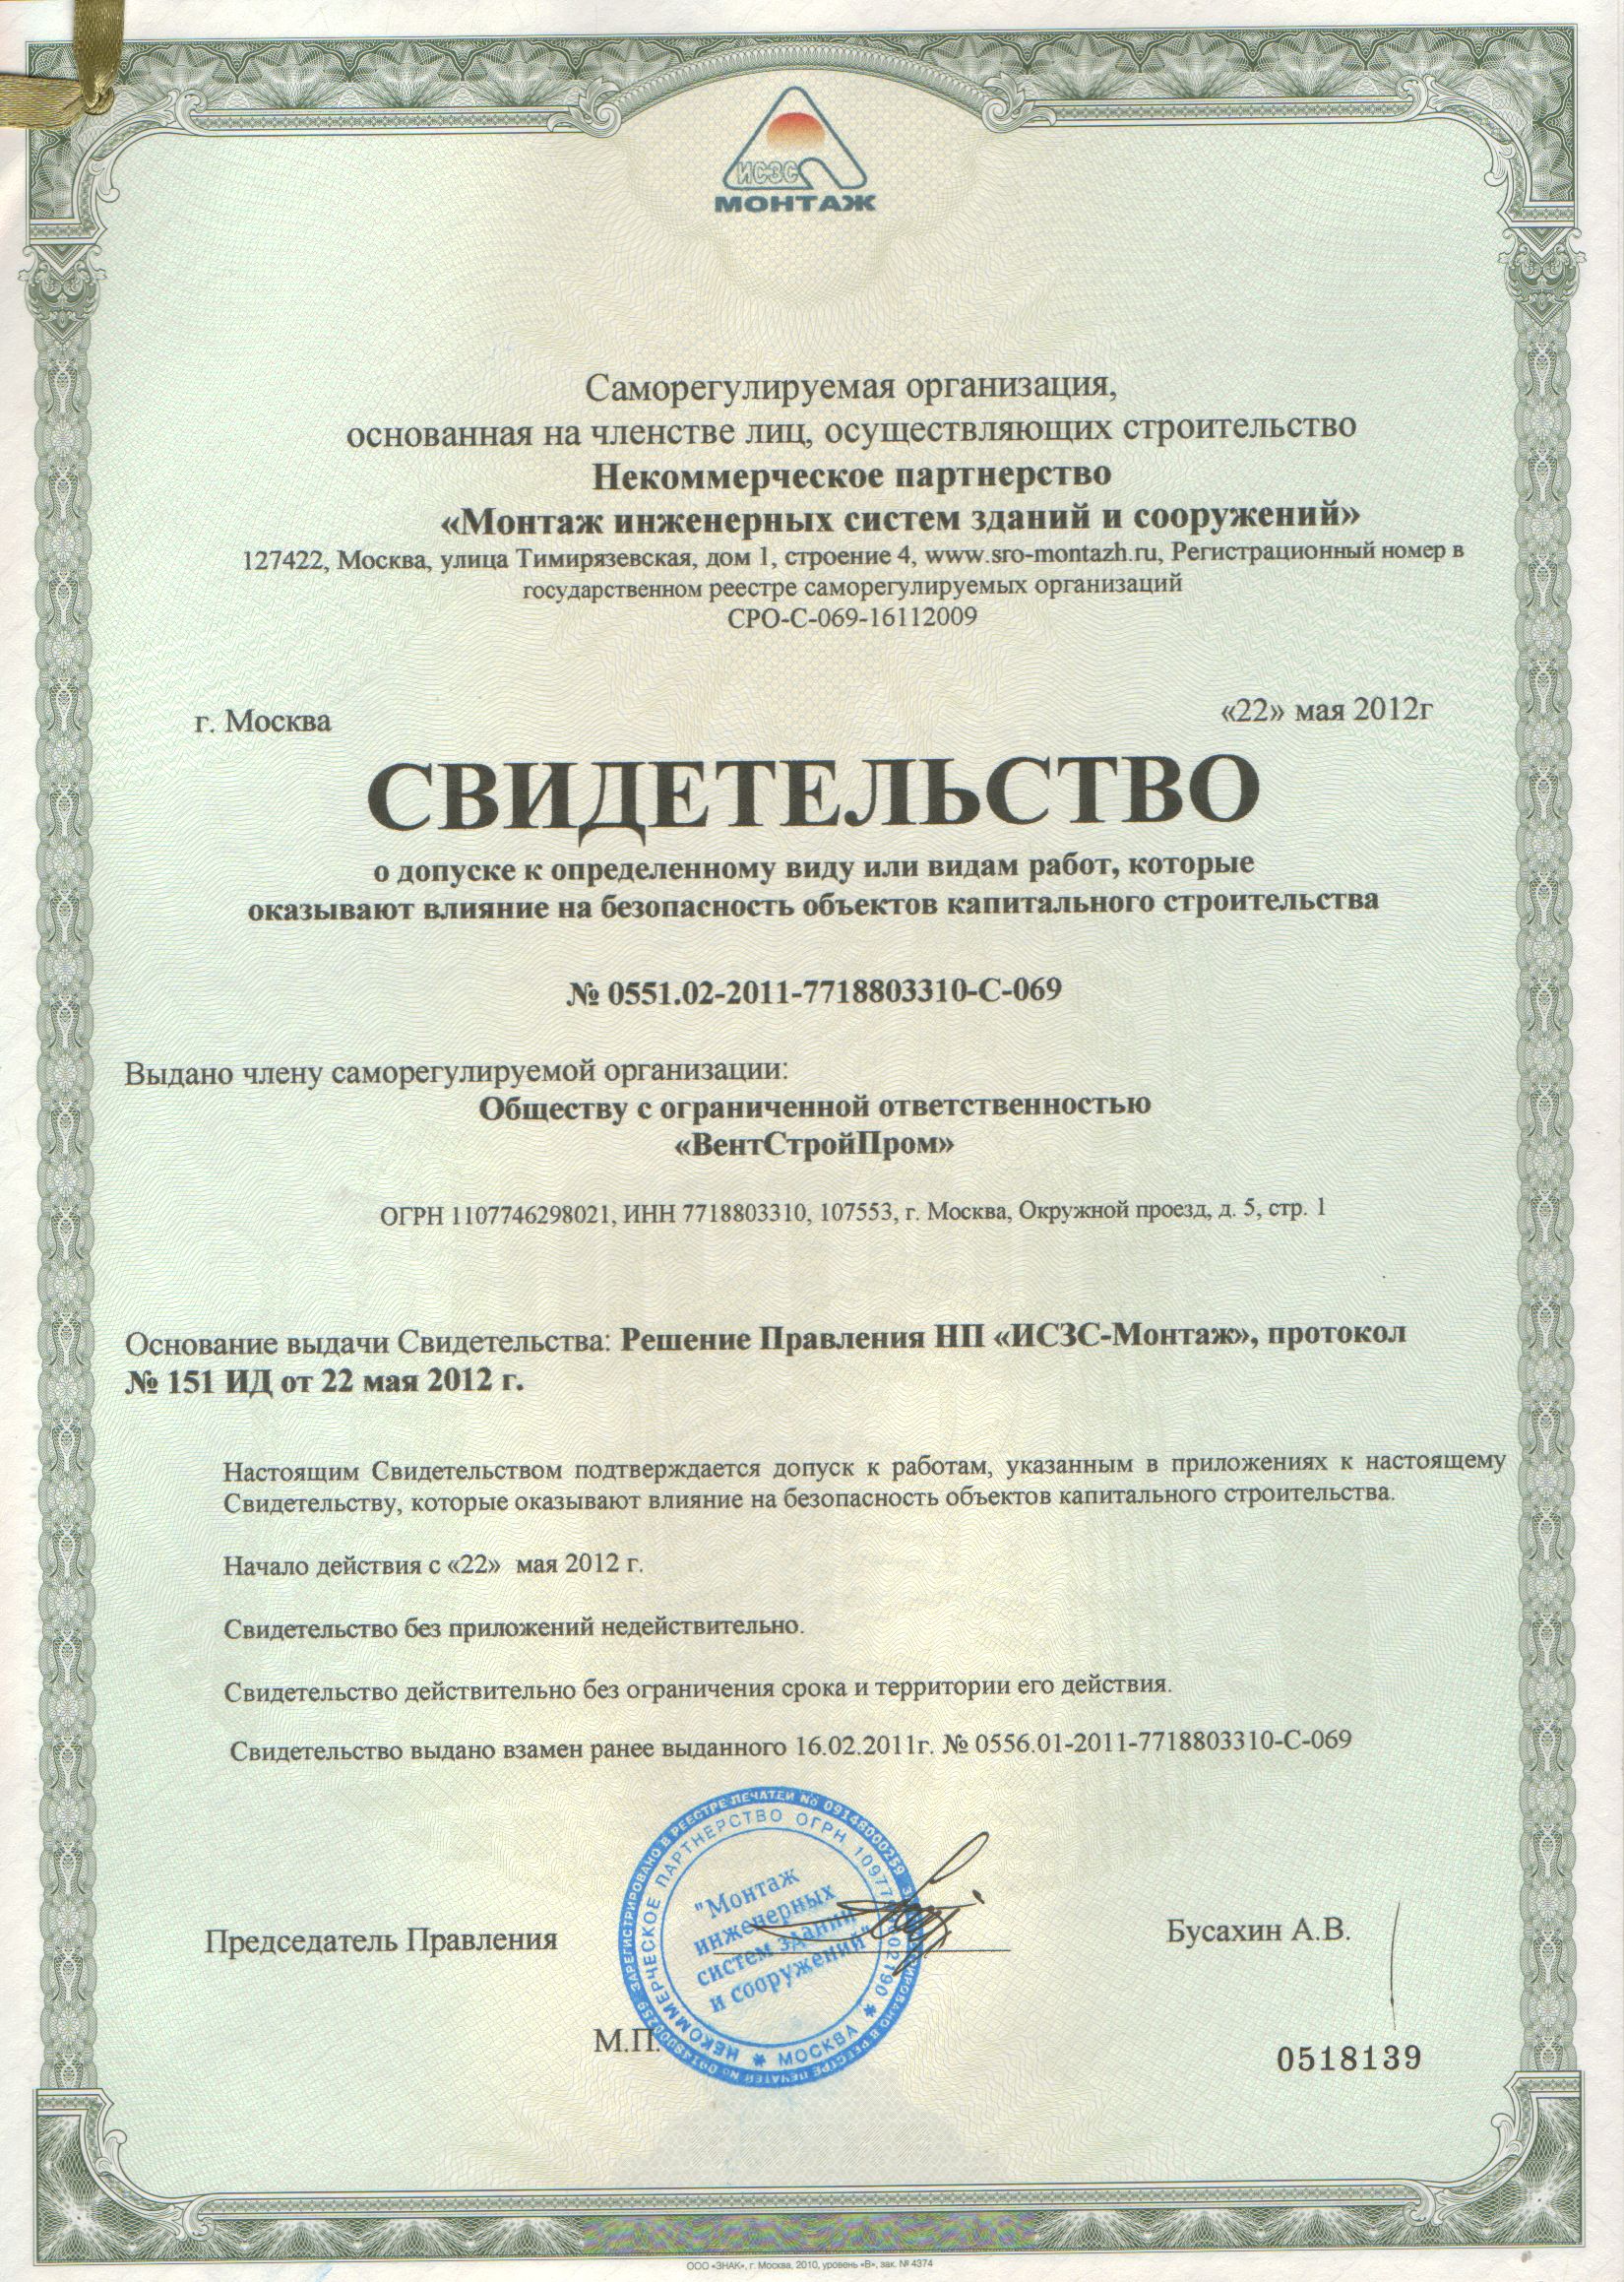 ИСЗС
МОНТАЖ
Саморегулируемая организация,
основанная на членстве лиц, осуществляющих строительство
Некоммерческое партнерство
«Монтаж инженерных систем зданий и сооружений»
127422, Москва, улица Тимирязевская, дом 1, строение 4, www.sro-montazh.ru, Регистрационный номер в
государственном реестре саморегулируемых организаций
СРО-С-069-16112009
г. Москва
«22» мая 2012г
СВИДЕТЕЛЬСТВО
о допуске к определенному виду или видам работ, которые
оказывают влияние на безопасность объектов капитального строительства
№ 0551.02-2011-7718803310-С-069
Выдано члену саморегулируемой организации:
Обществу с ограниченной ответственностью
«ВентСтройПром»
ОГРН 1107746298021, ИНН 7718803310, 107553, г. Москва, Окружной проезд, д. 5, стр. 1
Основание выдачи Свидетельства: Решение Правления НП «ИСЗС-Монтаж», протокол
№ 151 ИД от 22 мая 2012 г.
Настоящим Свидетельством подтверждается допуск к работам, указанным в приложениях к настоящему
Свидетельству, которые оказывают влияние на безопасность объектов капитального строительства.
Начало действия с «22» мая 2012 г.
Свидетельство без приложений недействительно.
Свидетельство действительно без ограничения срока и территории его действия.
Свидетельство выдано взамен ранее выданного 16.02.2011г. № 0556.01-2011-7718803310-С-069
ЗАРЕГИСТРИРОВАНО В РЕЕСТРЕ ПЕЧАТЕЙ № 09148000259
НЕКОММЕРЧЕСКОЕ ПАРТНЕРСТВО ОГРН
МОСКВА
"Монтаж
инженерных
систем зданий
и сооружений"
Председатель Правления
Бусахин А.В.
М.П.
0518139
ООО «ЗНАК», г. Москва, 2010, уровень «В», зак. № 4374